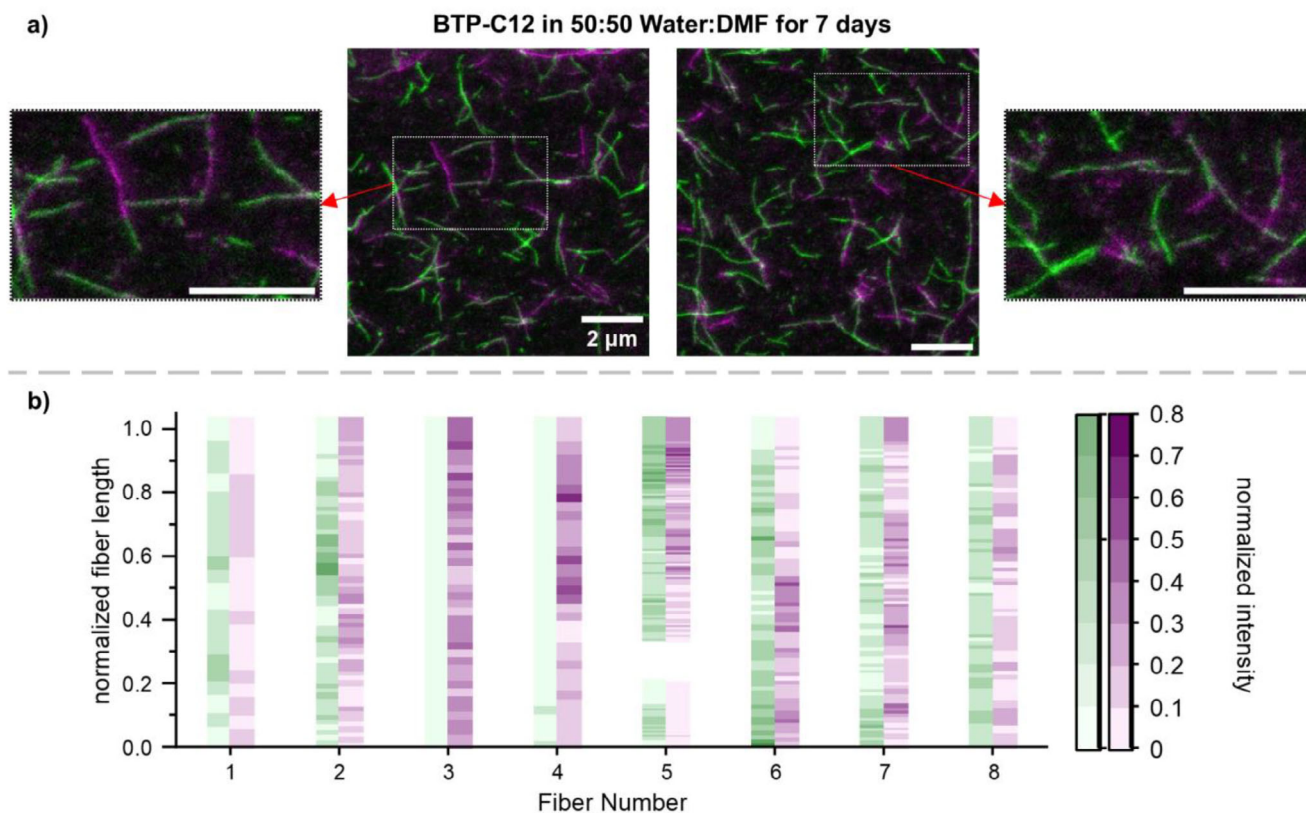 a)
BTP-C12 in 50:50 Water:DMF for 7 days
2 µm
b)
normalized fiber length
1.0
0.8
0.6
0.4
0.2
0.0
1 2 3 4 5 6 7 8
Fiber Number
0.8
0.7
0.6
0.5
0.4
0.3
0.2
0.1
0
normalized intensity